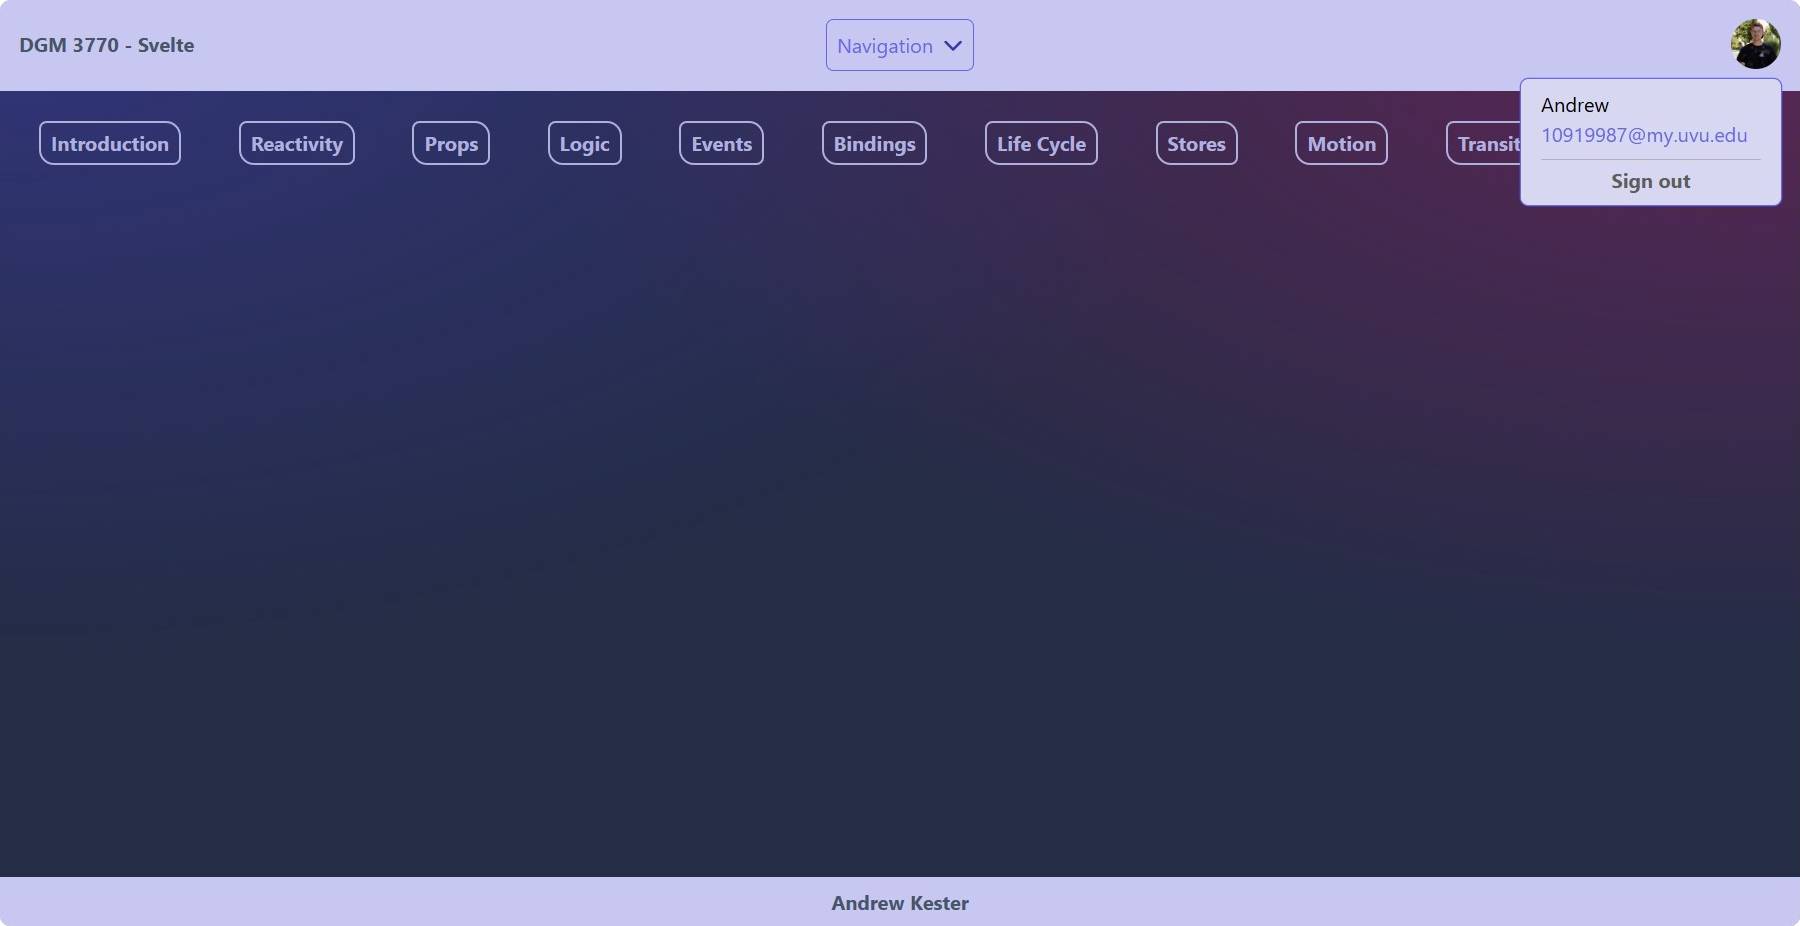 DGM 3770 - Svelte
Navigation
Andrew
10919987@my.uvu.edu
Sign out
Introduction Reactivity Props Logic Events Bindings Life Cycle Stores Motion Transit
Andrew Kester